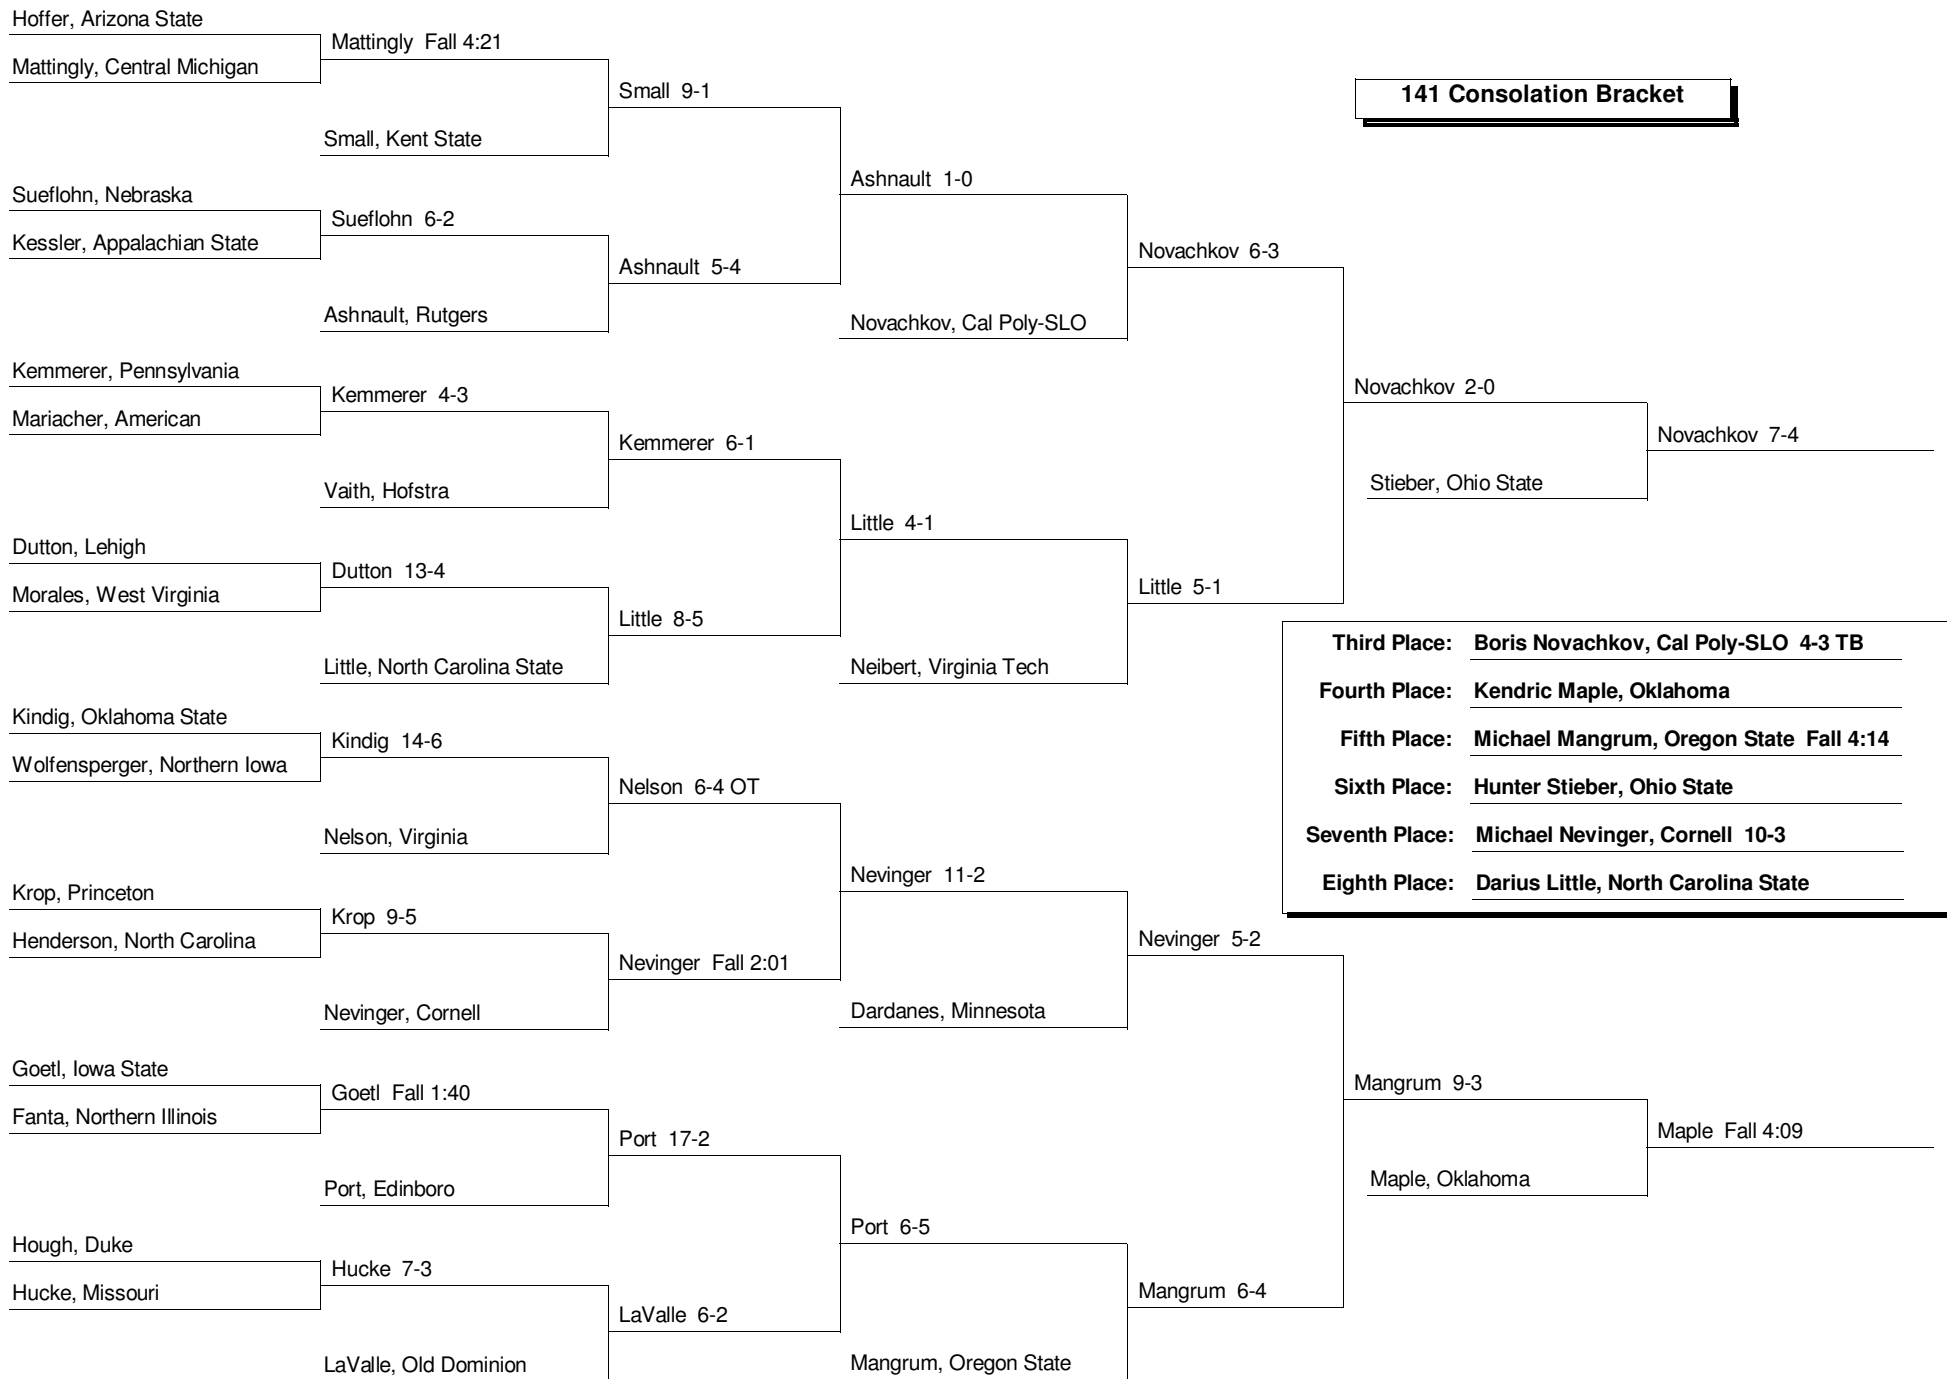 141 Consolation Bracket
Hoffer, Arizona State
Mattingly, Central Michigan
Sueflohn, Nebraska
Kessler, Appalachian State
Kemmerer, Pennsylvania
Mariacher, American
Dutton, Lehigh
Morales, West Virginia
Kindig, Oklahoma State
Wolfensperger, Northern Iowa
Krop, Princeton
Henderson, North Carolina
Goetl, Iowa State
Fanta, Northern Illinois
Hough, Duke
Hucke, Missouri
Mattingly Fall 4:21
Small, Kent State
Sueflohn 6-2
Ashnault, Rutgers
Kemmerer 4-3
Vaith, Hofstra
Dutton 13-4
Little, North Carolina State
Kindig 14-6
Nelson, Virginia
Krop 9-5
Nevinger, Cornell
Goetl Fall 1:40
Port, Edinboro
Hucke 7-3
LaValle, Old Dominion
Small 9-1
Ashnault 5-4
Kemmerer 6-1
Little 8-5
Nelson 6-4 OT
Nevinger Fall 2:01
Port 17-2
LaValle 6-2
Ashnault 1-0
Novachkov, Cal Poly-SLO
Little 4-1
Neibert, Virginia Tech
Nevinger 11-2
Dardanes, Minnesota
Port 6-5
Mangrum, Oregon State
Novachkov 6-3
Little 5-1
Nevinger 5-2
Mangrum 6-4
Novachkov 2-0
Stieber, Ohio State
Mangrum 9-3
Maple, Oklahoma
Novachkov 7-4
Maple Fall 4:09
Third Place: Boris Novachkov, Cal Poly-SLO 4-3 TB
Fourth Place: Kendric Maple, Oklahoma
Fifth Place: Michael Mangrum, Oregon State Fall 4:14
Sixth Place: Hunter Stieber, Ohio State
Seventh Place: Michael Nevinger, Cornell 10-3
Eighth Place: Darius Little, North Carolina State